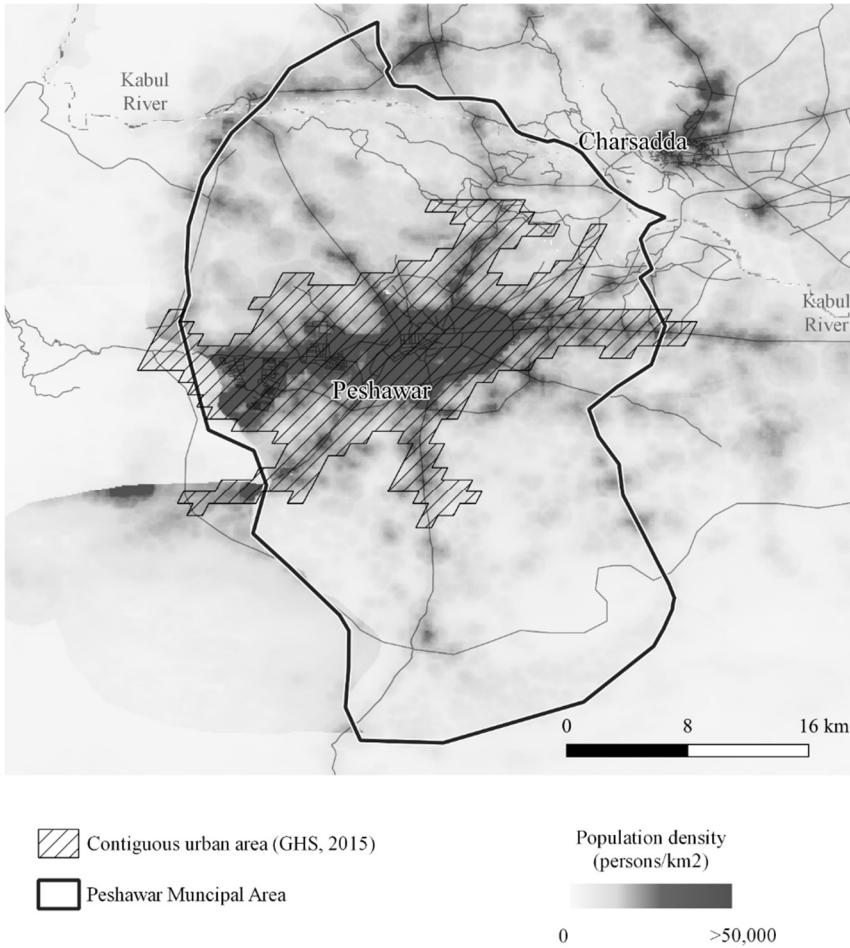 Kabul
River
Charsadda
Kabul
River
Peshawar
0 8 16 km
Contiguous urban area (GHS, 2015)
Peshawar Muncipal Area
Population density
(persons/km2)
0 >50,000